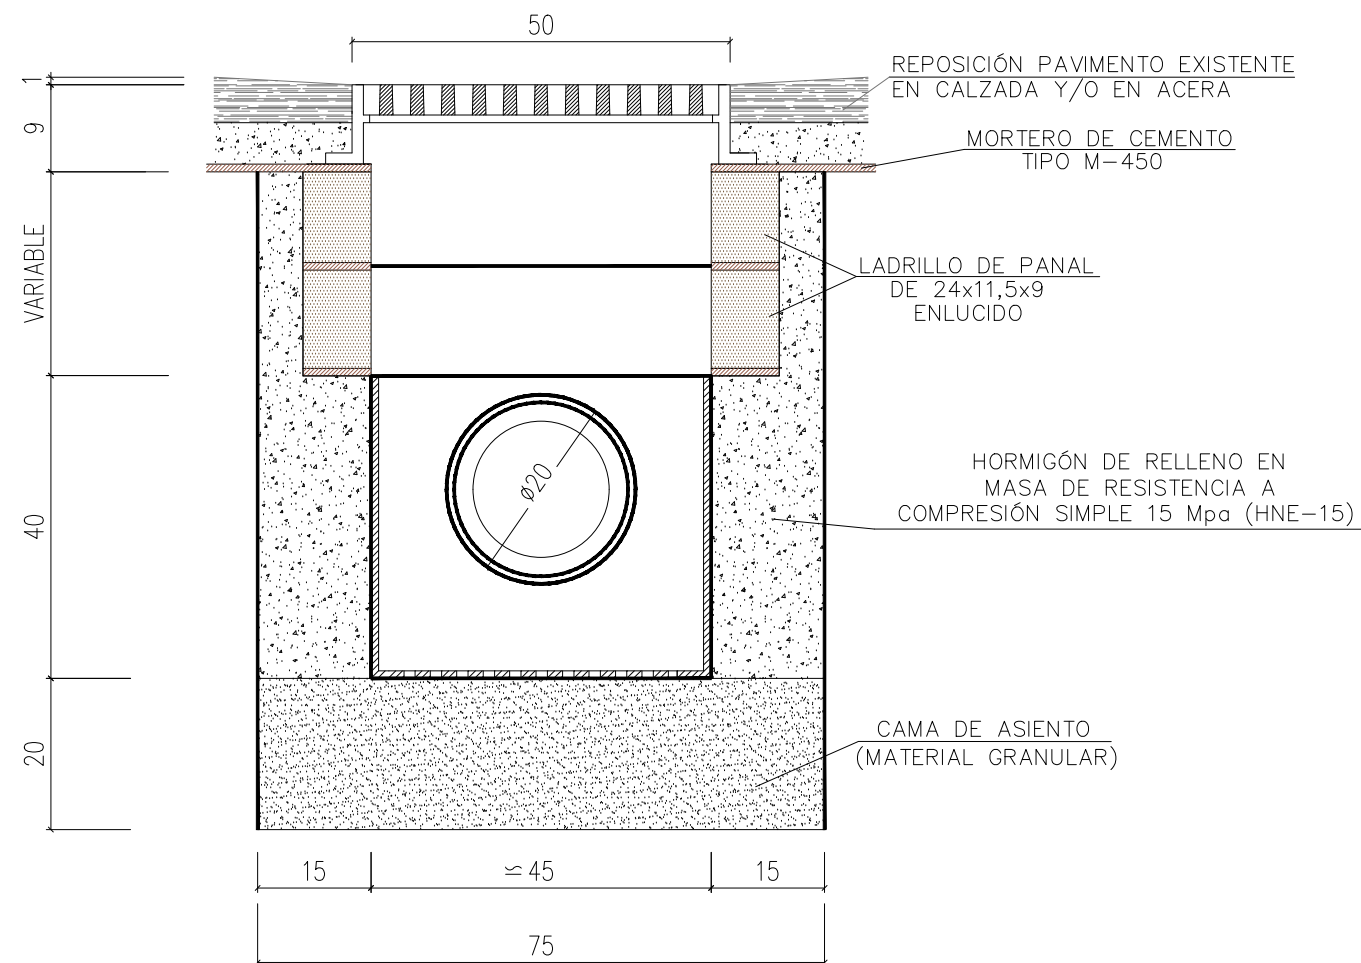 50
1
9
VARIABLE
40
20
REPOSICIÓN PAVIMENTO EXISTENTE
EN CALZADA Y/O EN ACERA
MORTERO DE CEMENTO
TIPO M-450
LADRILLO DE PANAL
DE 24x11,5x9
ENLUCIDO
ø20
HORMIGÓN DE RELLENO EN
MASA DE RESISTENCIA A
COMPRESIÓN SIMPLE 15 Mpa (HNE-15)
CAMA DE ASIENTO
(MATERIAL GRANULAR)
15
≌ 45
15
75